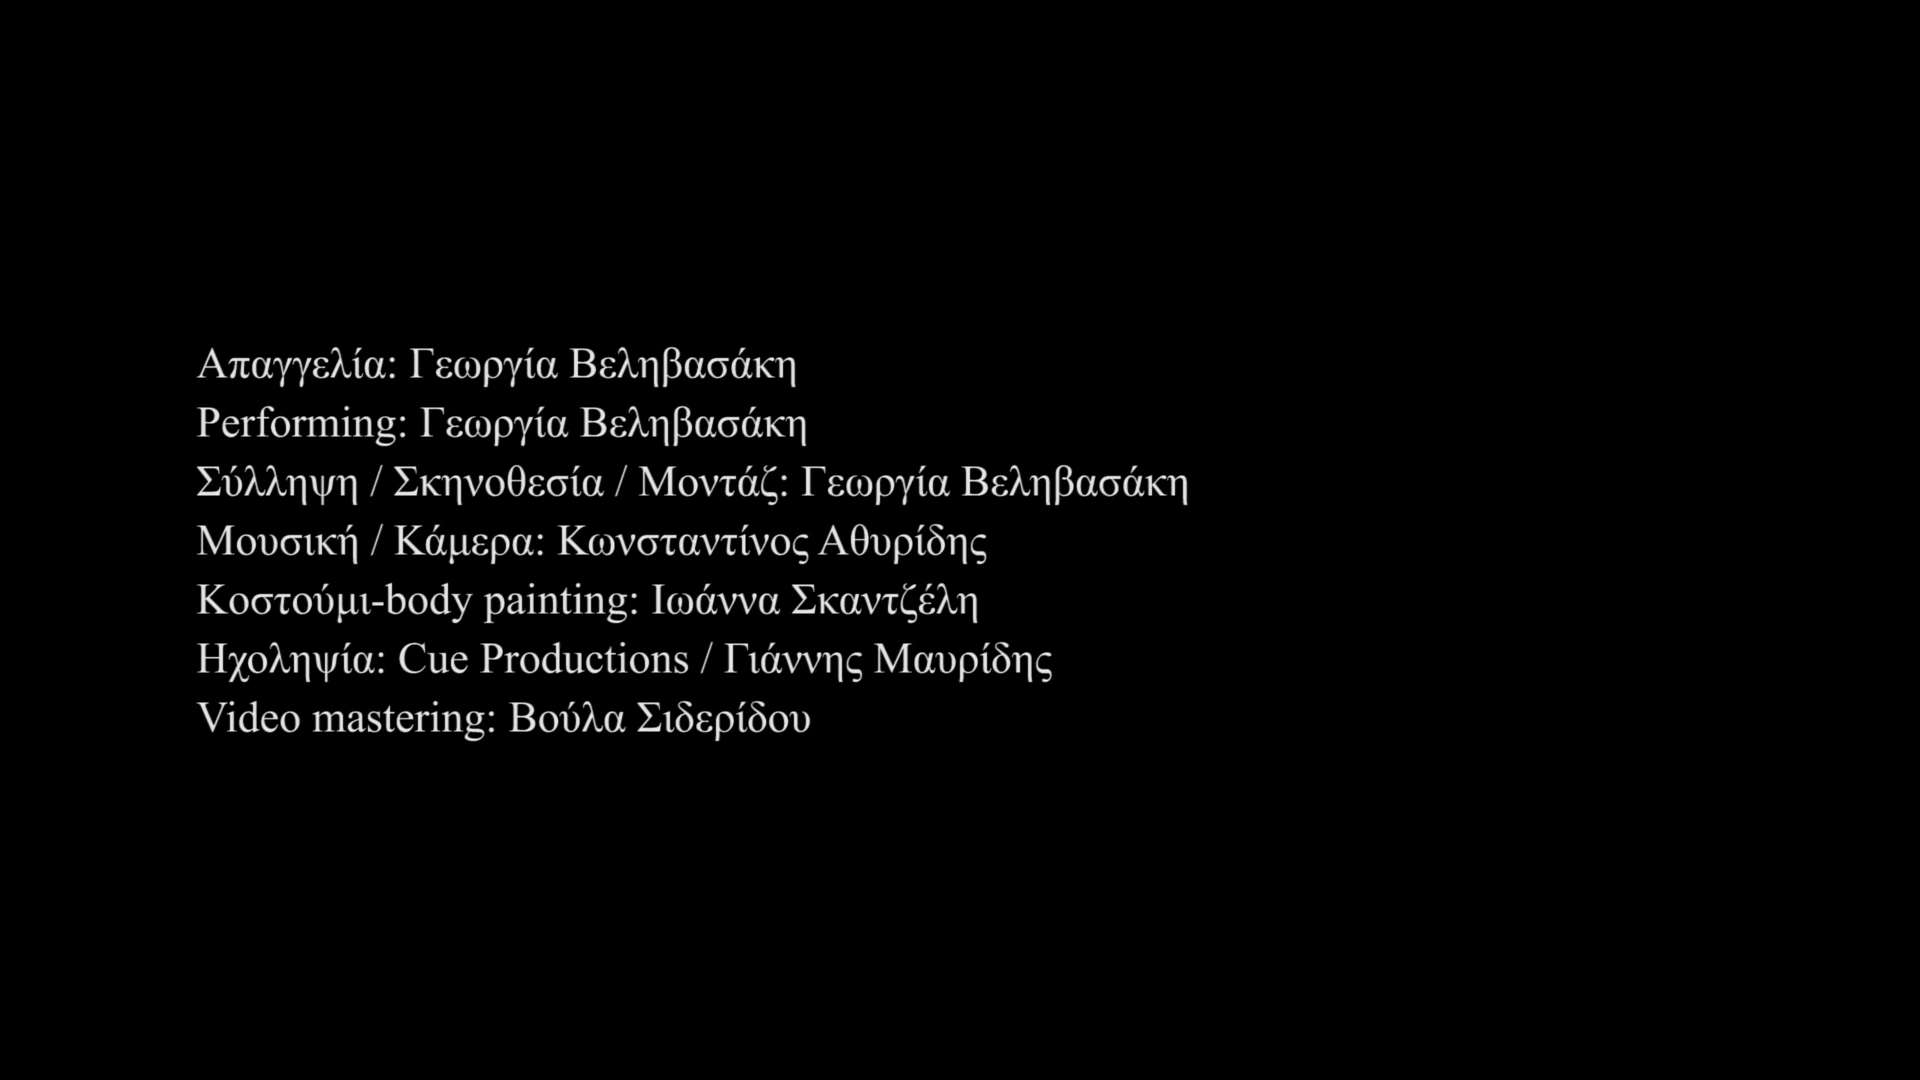 Απαγγελία: Γεωργία Βεληβασάκη
Performing: Γεωργία Βεληβασάκη
Σύλληψη / Σκηνοθεσία / Μοντάζ: Γεωργία Βεληβασάκη
Μουσική / Κάμερα: Κωνσταντίνος Αθυρίδης
Κοστούμι-body painting: Ιωάννα Σκαντζέλη
Ηχοληψία: Cue Productions / Γιάννης Μαυρίδης
Video mastering: Βούλα Σιδερίδου